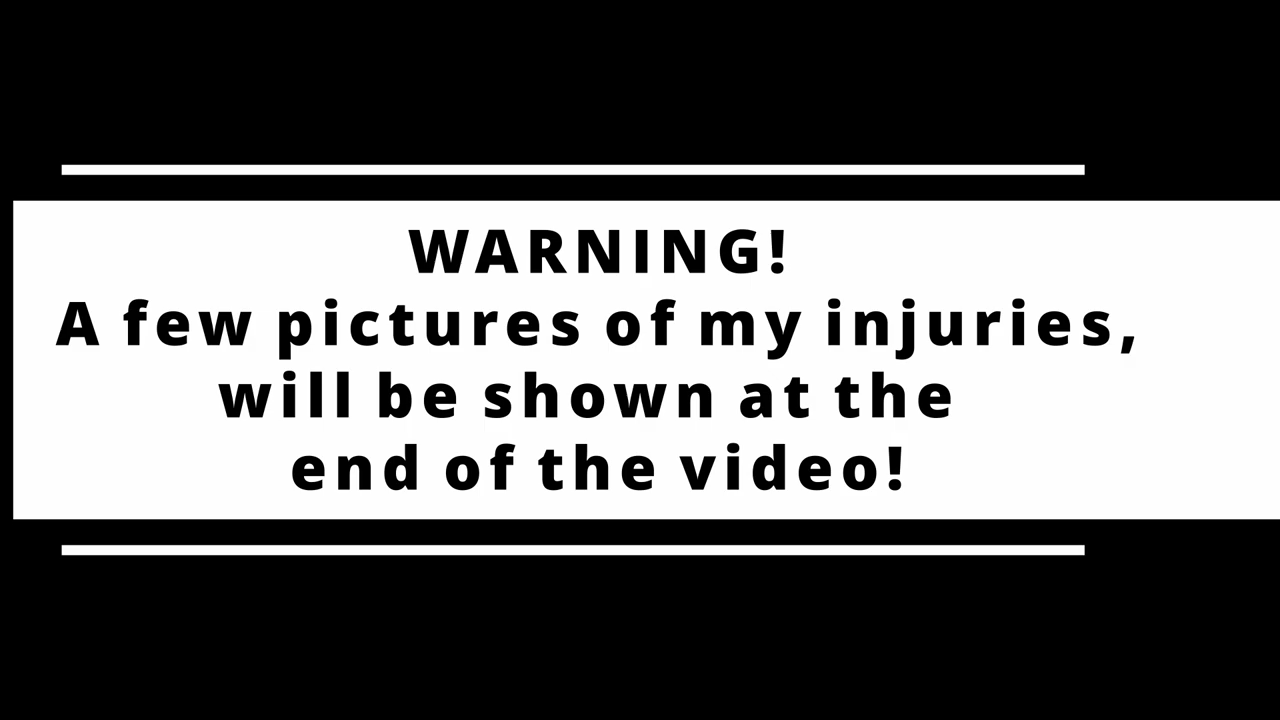 WARNING!
A few pictures of my injuries,
will be shown at the
end of the video!